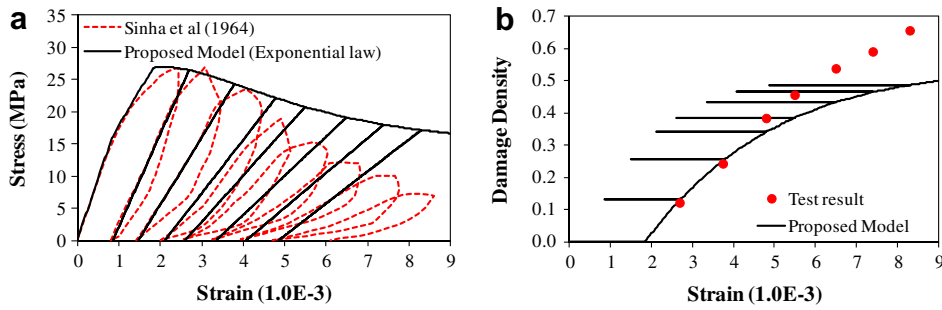 a
Sinha et al (1964)
Proposed Model (Exponential law)
Stress (MPa)
35
30
25
20
15
10
5
0
0 1 2 3 4 5 6 7 8 9
Strain (1.0E-3)
b
Damage Density
0.7
0.6
0.5
0.4
0.3
0.2
0.1
0.0
Test result
Proposed Model
0 1 2 3 4 5 6 7 8 9
Strain (1.0E-3)